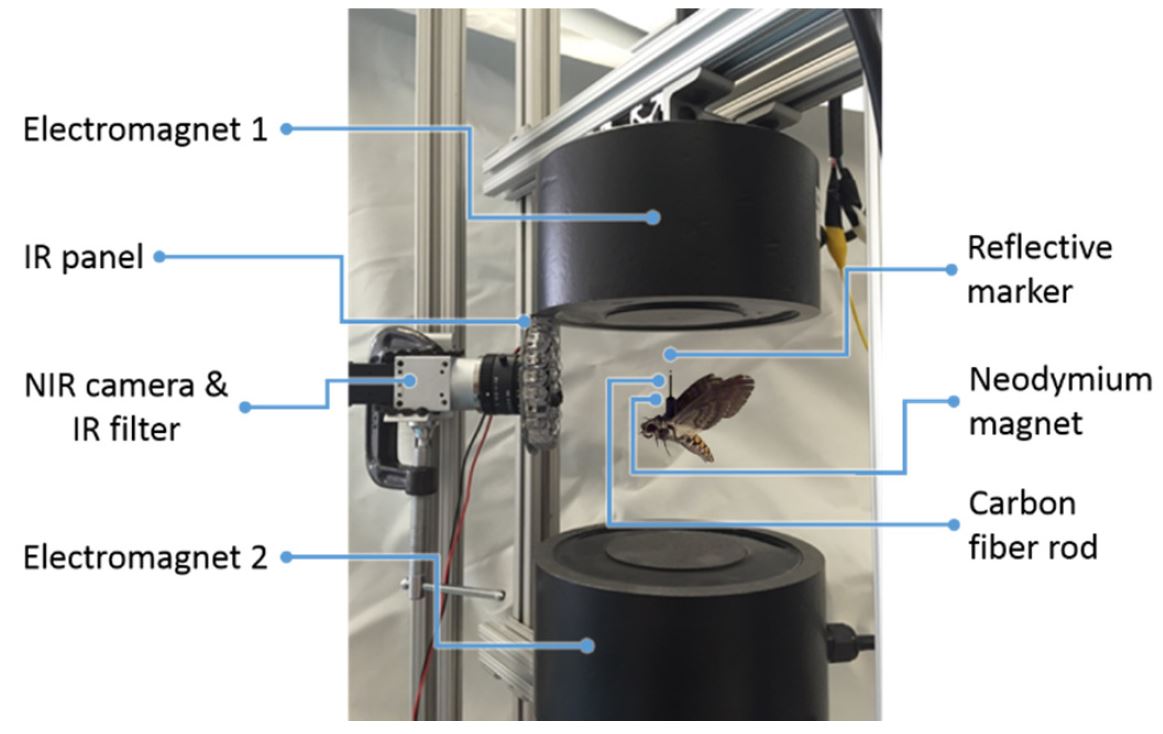 Electromagnet 1
IR panel
NIR camera &
IR filter
Electromagnet 2
Reflective
marker
Neodymium
magnet
Carbon
fiber rod